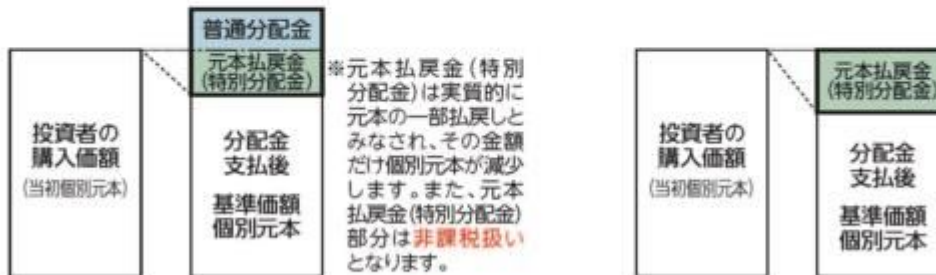 投資者の
購入価額
(当初個別元本)
普通分配金
元本払戻金
(特別分配金)
分配金
支払後
基準価額
個別元本
※元本払戻金(特別
分配金)は実質的に
元本の一部払戻しと
みなされ、その金額
だけ個別元本が減少
します。また、元本
払戻金(特別分配金)
部分は非課税扱い
となります。
投資者の
購入価額
(当初個別元本)
元本払戻金
(特別分配金)
分配金
支払後
基準価額
個別元本